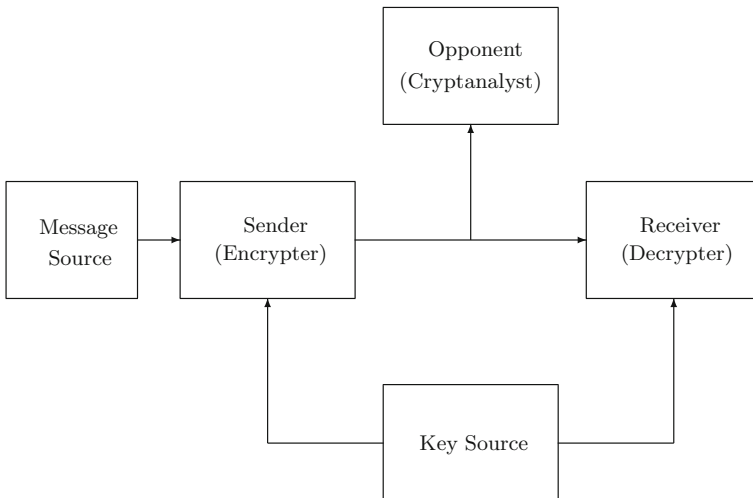 Opponent
(Cryptanalyst)
Message
Source
Sender
(Encrypter)
Receiver
(Decrypter)
Key Source